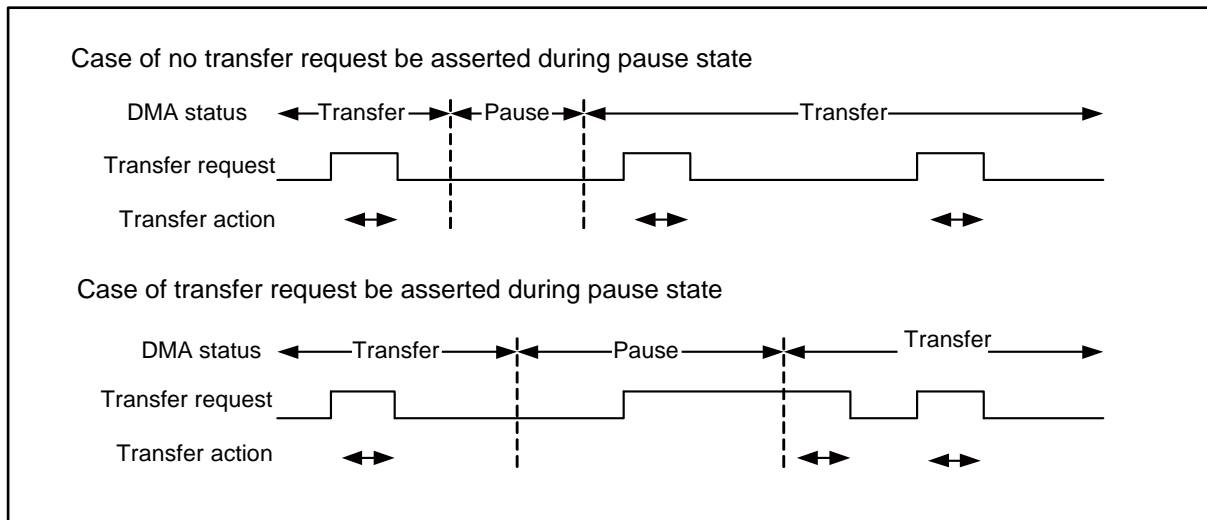 Case of no transfer request be asserted during pause state
DMA status Transfer Pause Transfer
Transfer request
Transfer action
Case of transfer request be asserted during pause state
DMA status Transfer Pause Transfer
Transfer request
Transfer action